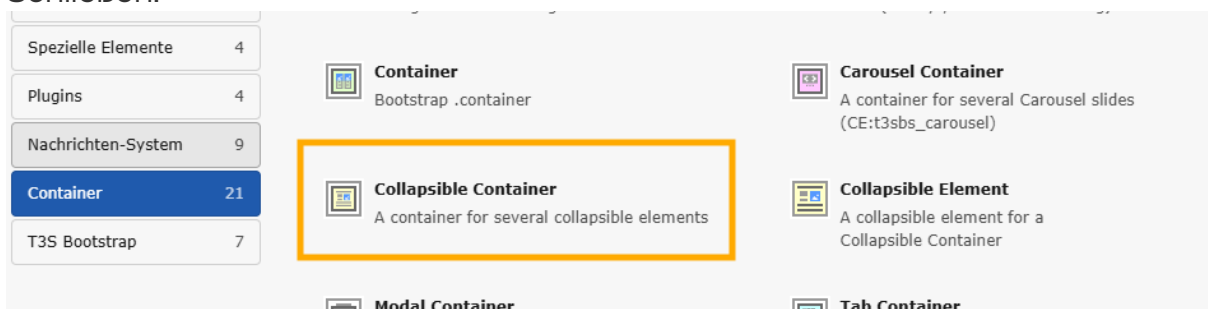 Spezielle Elemente 4
Plugins 4
Nachrichten-System 9
Container 21
T3S Bootstrap 7
Container
Bootstrap .container
Carousel Container
A container for several Carousel slides
(CE:t3sbs_carousel)
Collapsible Container
A container for several collapsible elements
Collapsible Element
A collapsible element for a
Collapsible Container
Modal Container
Tab Container